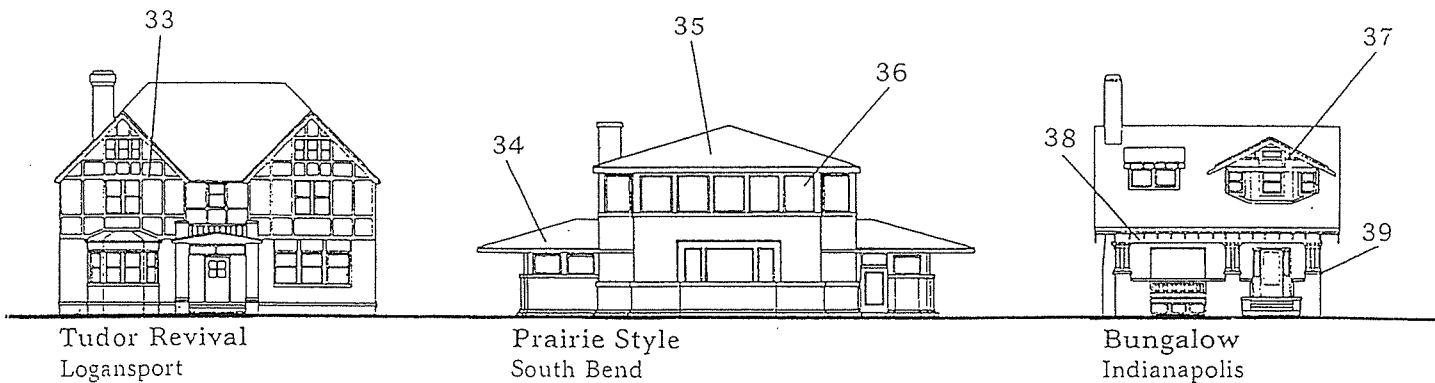 33
35
37
36
34
38
39
Tudor Revival
Logansport
Prairie Style
South Bend
Bungalow
Indianapolis